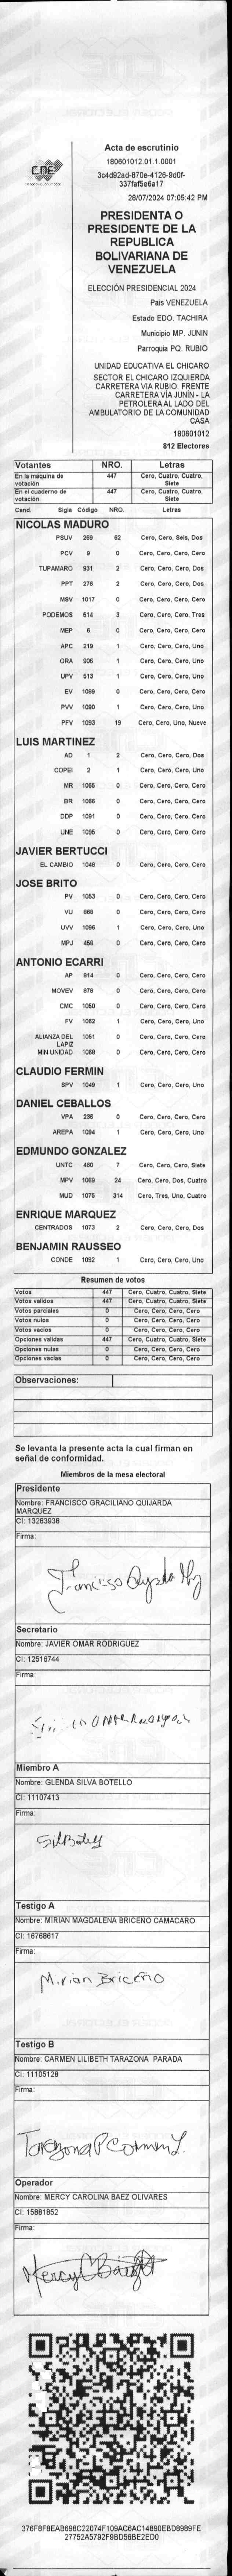 CNE
Acta de escrutinio
180601012.01.1.0001
3c4d92ad-870e-4126-9d0f-
337faf5e6a17
28/07/2024 07:05:42 PM
PRESIDENTA O
PRESIDENTE DE LA
REPUBLICA
BOLIVARIANA DE
VENEZUELA
ELECCIÓN PRESIDENCIAL 2024
Pais VENEZUELA
Estado EDO. TACHIRA
Municipio MP. JUNIN
Parroquia PQ. RUBIO
UNIDAD EDUCATIVA EL CHICARO
SECTOR EL CHICARO IZQUIERDA
CARRETERA VIA RUBIO. FRENTE
CARRETERA VIA JUNIN - LA
PETROLERA AL LADO DEL
AMBULATORIO DE LA COMUNIDAD
CASA
180601012
812 Electores
Votantes NRO. Letras
En la máquina de votación 447 Cero, Cuatro, Cuatro, Siete
En el cuaderno de votación 447 Cero, Cuatro, Cuatro, Siete
Cand. Sigla Código NRO. Letras
NICOLAS MADURO
PSUV 269 62 Cero, Cero, Seis, Dos
PCV 9 0 Cero, Cero, Cero, Cero
TUPAMARO 931 2 Cero, Cero, Cero, Dos
PPT 276 2 Cero, Cero, Cero, Dos
MSV 1017 0 Cero, Cero, Cero, Cero
PODEMOS 514 3 Cero, Cero, Cero, Tres
MEP 6 0 Cero, Cero, Cero, Cero
APC 219 1 Cero, Cero, Cero, Uno
ORA 906 1 Cero, Cero, Cero, Uno
UPV 513 1 Cero, Cero, Cero, Uno
EV 1089 0 Cero, Cero, Cero, Cero
PVV 1090 1 Cero, Cero, Cero, Uno
PFV 1093 19 Cero, Cero, Uno, Nueve
LUIS MARTINEZ
AD 1 2 Cero, Cero, Cero, Dos
COPEI 2 1 Cero, Cero, Cero, Uno
MR 1065 0 Cero, Cero, Cero, Cero
BR 1066 0 Cero, Cero, Cero, Cero
DDP 1091 0 Cero, Cero, Cero, Cero
UNE 1095 0 Cero, Cero, Cero, Cero
JAVIER BERTUCCI
EL CAMBIO 1048 0 Cero, Cero, Cero, Cero
JOSE BRITO
PV 1053 0 Cero, Cero, Cero, Cero
VU 868 0 Cero, Cero, Cero, Cero
UVV 1096 1 Cero, Cero, Cero, Uno
MPJ 458 0 Cero, Cero, Cero, Cero
ANTONIO ECARRI
AP 814 0 Cero, Cero, Cero, Cero
MOVEV 879 0 Cero, Cero, Cero, Cero
CMC 1050 0 Cero, Cero, Cero, Cero
FV 1062 1 Cero, Cero, Cero, Uno
ALIANZA DEL LAPIZ 1051 0 Cero, Cero, Cero, Cero
MIN UNIDAD 1068 0 Cero, Cero, Cero, Cero
CLAUDIO FERMIN
SPV 1049 1 Cero, Cero, Cero, Uno
DANIEL CEBALLOS
VPA 236 0 Cero, Cero, Cero, Cero
AREPA 1094 1 Cero, Cero, Cero, Uno
EDMUNDO GONZALEZ
UNTC 460 7 Cero, Cero, Cero, Siete
MPV 1069 24 Cero, Cero, Dos, Cuatro
MUD 1075 314 Cero, Tres, Uno, Cuatro
ENRIQUE MARQUEZ
CENTRADOS 1073 2 Cero, Cero, Cero, Dos
BENJAMIN RAUSSEO
CONDE 1092 1 Cero, Cero, Cero, Uno
Resumen de votos
Votos 447 Cero, Cuatro, Cuatro, Siete
Votos validos 447 Cero, Cuatro, Cuatro, Siete
Votos parciales 0 Cero, Cero, Cero, Cero
Votos nulos 0 Cero, Cero, Cero, Cero
Votos vacios 0 Cero, Cero, Cero, Cero
Opciones validas 447 Cero, Cuatro, Cuatro, Siete
Opciones nulas 0 Cero, Cero, Cero, Cero
Opciones vacias 0 Cero, Cero, Cero, Cero
Observaciones:
Se levanta la presente acta la cual firman en
señal de conformidad.
Miembros de la mesa electoral
Presidente
Nombre: FRANCISCO GRACILIANO QUIJARDA
MARQUEZ
CI: 13283938
Firma:
Secretario
Nombre: JAVIER OMAR RODRIGUEZ
CI: 12516744
Firma:
Miembro A
Nombre: GLENDA SILVA BOTELLO
CI: 11107413
Firma:
SilBotell
Testigo A
Nombre: MIRIAN MAGDALENA BRICEÑO CAMACARO
CI: 16768617
Firma:
Mirian Briceño
Testigo B
Nombre: CARMEN LILIBETH TARAZONA PARADA
CI: 11105128
Firma:
Tarazona P Carmen L.
Operador
Nombre: MERCY CAROLINA BAEZ OLIVARES
CI: 15881852
Firma:
376F8F8EAB698C22074F109AC6AC14890EBD8989FE
27752A5792F9BD56BE2ED0